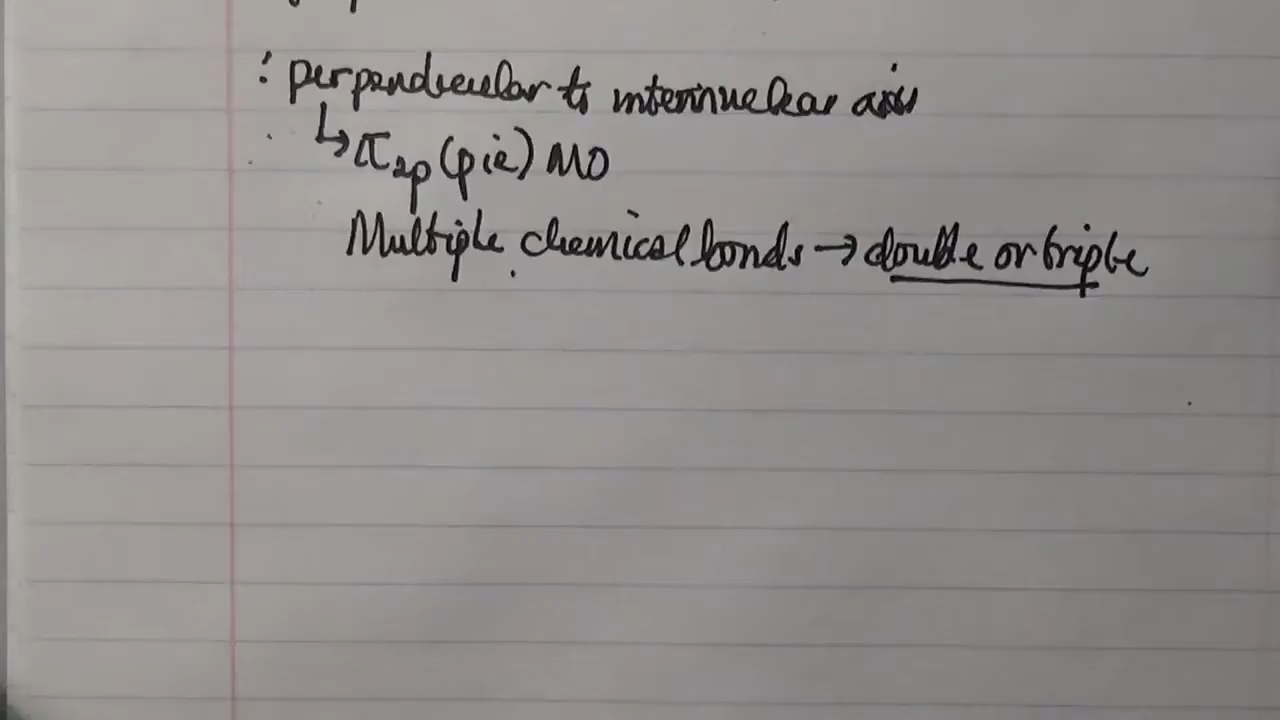 : perpendicular to internuclear axis
↳ π2p (pie) MO
Multiple chemical bonds → double or triple